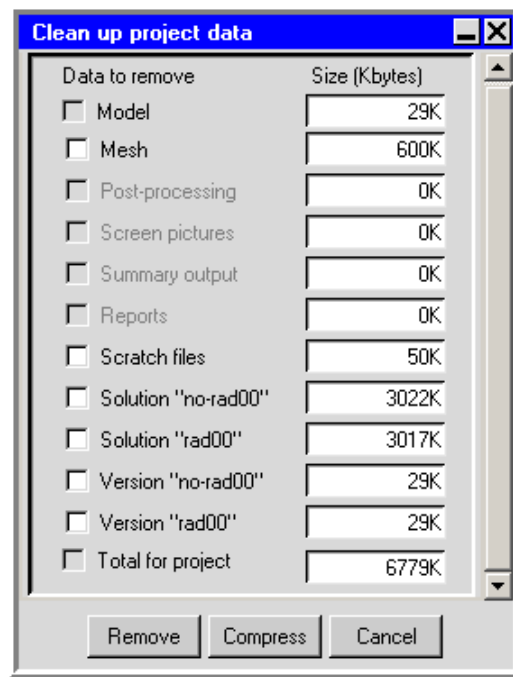 Clean up project data
Data to remove Size (Kbytes)
Model 29K
Mesh 600K
Post-processing 0K
Screen pictures 0K
Summary output 0K
Reports 0K
Scratch files 50K
Solution "no-rad00" 3022K
Solution "rad00" 3017K
Version "no-rad00" 29K
Version "rad00" 29K
Total for project 6779K
Remove Compress Cancel